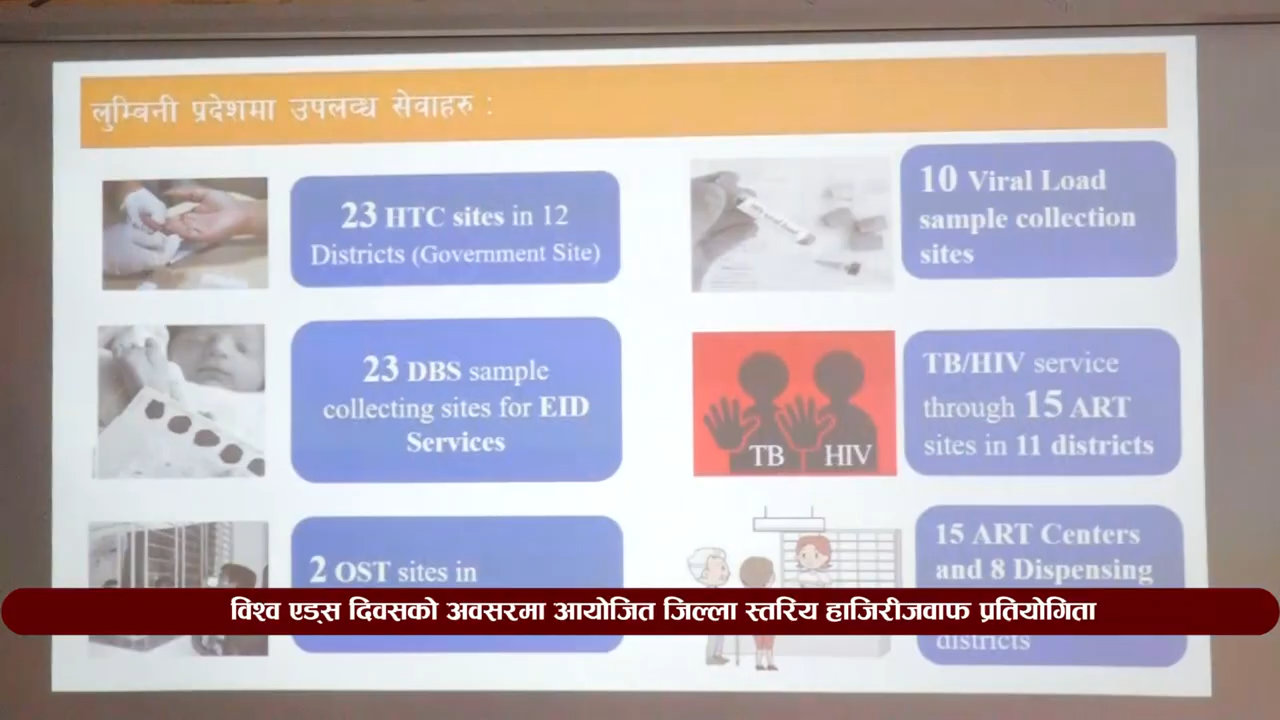 लुम्बिनी प्रदेशमा उपलब्ध सेवाहरु :
23 HTC sites in 12
Districts (Government Site)
10 Viral Load
sample collection
sites
23 DBS sample
collecting sites for EID
Services
TB HIV
TB/HIV service
through 15 ART
sites in 11 districts
2 OST sites in
15 ART Centers
and 8 Dispensing
districts
विश्व एड्स दिवसको अवसरमा आयोजित जिल्ला स्तरिय हाजिरीजवाफ प्रतियोगिता